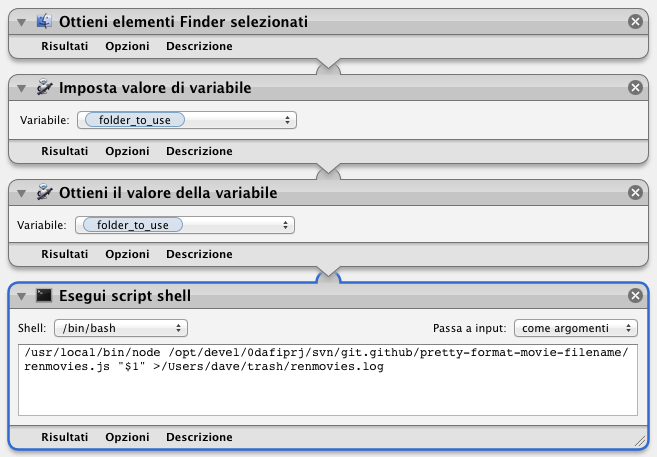 Ottieni elementi Finder selezionati
Risultati Opzioni Descrizione
Imposta valore di variabile
Variabile: folder_to_use
Risultati Opzioni Descrizione
Ottieni il valore della variabile
Variabile: folder_to_use
Risultati Opzioni Descrizione
Esegui script shell
Shell: /bin/bash Passa a input: come argomenti
/usr/local/bin/node /opt/devel/0dafiprj/svn/git.github/pretty-format-movie-filename/
renmovies.js "$1" >/Users/dave/trash/renmovies.log
Risultati Opzioni Descrizione